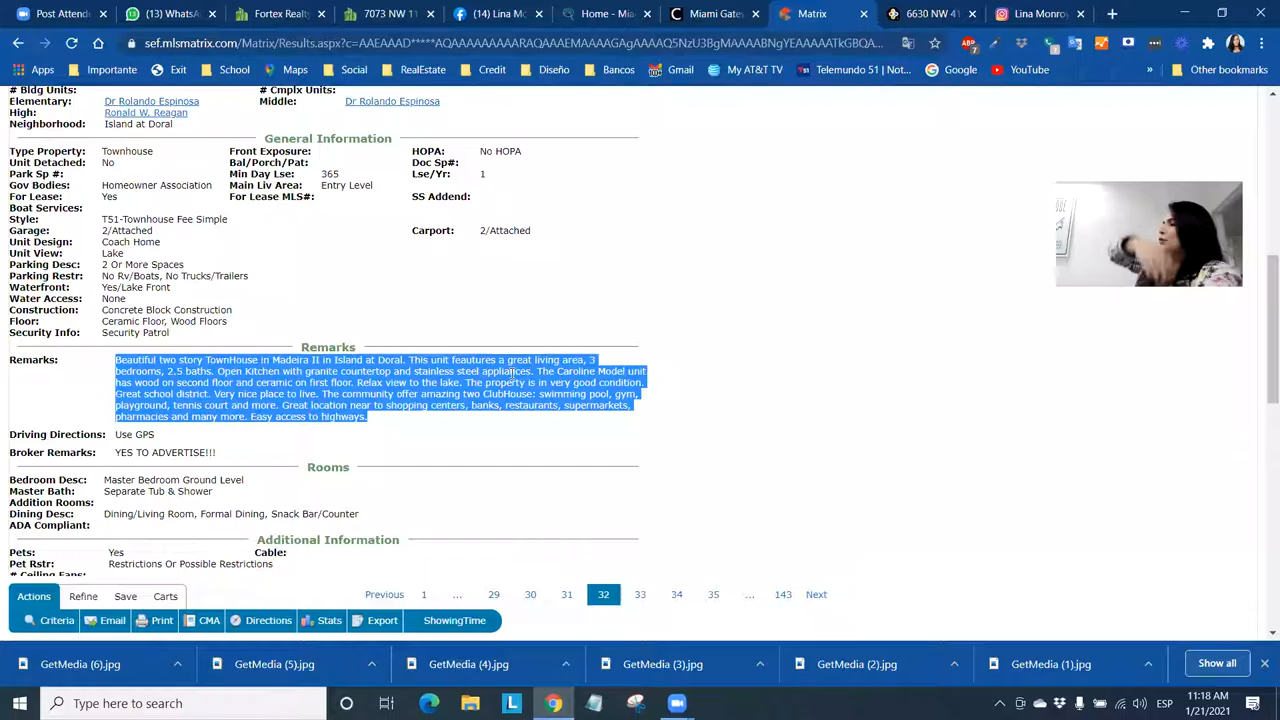 Post Attende
(13) WhatsA
Fortex Realty
7073 NW 11
(14) Lina Mo
Home - Mia
Miami Gatew
Matrix
6630 NW 41
Lina Monroy
sef.mlsmatrix.com/Matrix/Results.aspx?c=AAEAAAD*****AQAAAAAAAAARAQAAAEMAAAAGAgAAAAQ5NzU3BgMAAAABNgYEAAAAATkGBQA...
Apps
Importante
Exit
School
Maps
Social
RealEstate
Credit
Diseño
Bancos
Gmail
My AT&T TV
Telemundo 51 | Not...
Google
YouTube
»
Other bookmarks
# Bldg Units: # Cmplx Units:
Elementary: Dr Rolando Espinosa Middle: Dr Rolando Espinosa
High: Ronald W. Reagan
Neighborhood: Island at Doral
General Information
Type Property: Townhouse Front Exposure: HOPA: No HOPA
Unit Detached: No Bal/Porch/Pat: Doc Sp#:
Park Sp #: Min Day Lse: 365 Lse/Yr: 1
Gov Bodies: Homeowner Association Main Liv Area: Entry Level
For Lease: Yes For Lease MLS#: SS Addend:
Boat Services:
Style: T51-Townhouse Fee Simple
Garage: 2/Attached Carport: 2/Attached
Unit Design: Coach Home
Unit View: Lake
Parking Desc: 2 Or More Spaces
Parking Restr: No Rv/Boats, No Trucks/Trailers
Waterfront: Yes/Lake Front
Water Access: None
Construction: Concrete Block Construction
Floor: Ceramic Floor, Wood Floors
Security Info: Security Patrol
Remarks
Remarks: Beautiful two story TownHouse in Madeira II in Island at Doral. This unit feautures a great living area, 3
bedrooms, 2.5 baths. Open Kitchen with granite countertop and stainless steel appliances. The Caroline Model unit
has wood on second floor and ceramic on first floor. Relax view to the lake. The property is in very good condition.
Great school district. Very nice place to live. The community offer amazing two ClubHouse: swimming pool, gym,
playground, tennis court and more. Great location near to shopping centers, banks, restaurants, supermarkets,
pharmacies and many more. Easy access to highways.
Driving Directions: Use GPS
Broker Remarks: YES TO ADVERTISE!!!
Rooms
Bedroom Desc: Master Bedroom Ground Level
Master Bath: Separate Tub & Shower
Addition Rooms:
Dining Desc: Dining/Living Room, Formal Dining, Snack Bar/Counter
ADA Compliant:
Additional Information
Pets: Yes Cable:
Pet Rstr: Restrictions Or Possible Restrictions
# Ceiling Fans:
Actions Refine Save Carts
Previous 1 ... 29 30 31 32 33 34 35 ... 143 Next
Criteria Email Print CMA Directions Stats Export ShowingTime
GetMedia (6).jpg
GetMedia (5).jpg
GetMedia (4).jpg
GetMedia (3).jpg
GetMedia (2).jpg
GetMedia (1).jpg
Show all
Type here to search
ESP
11:18 AM
1/21/2021